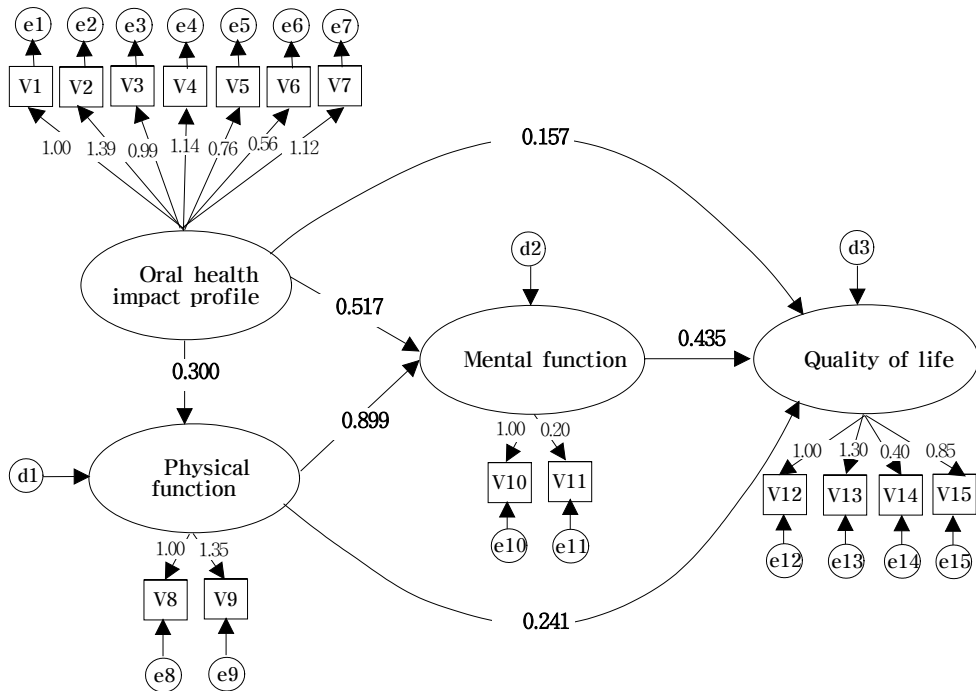 e1 e2 e3 e4 e5 e6 e7
V1 V2 V3 V4 V5 V6 V7
1.00 1.39 0.99 1.14 0.76 0.56 1.12
0.157
d2 d3
Oral health
impact profile
0.517
0.435
Mental function
Quality of life
0.300
0.899
d1
Physical
function
1.00 0.20
1.00 1.30 0.40 0.85
V10 V11
V12 V13 V14 V15
e10 e11
e12 e13 e14 e15
1.00 1.35
V8 V9
0.241
e8 e9